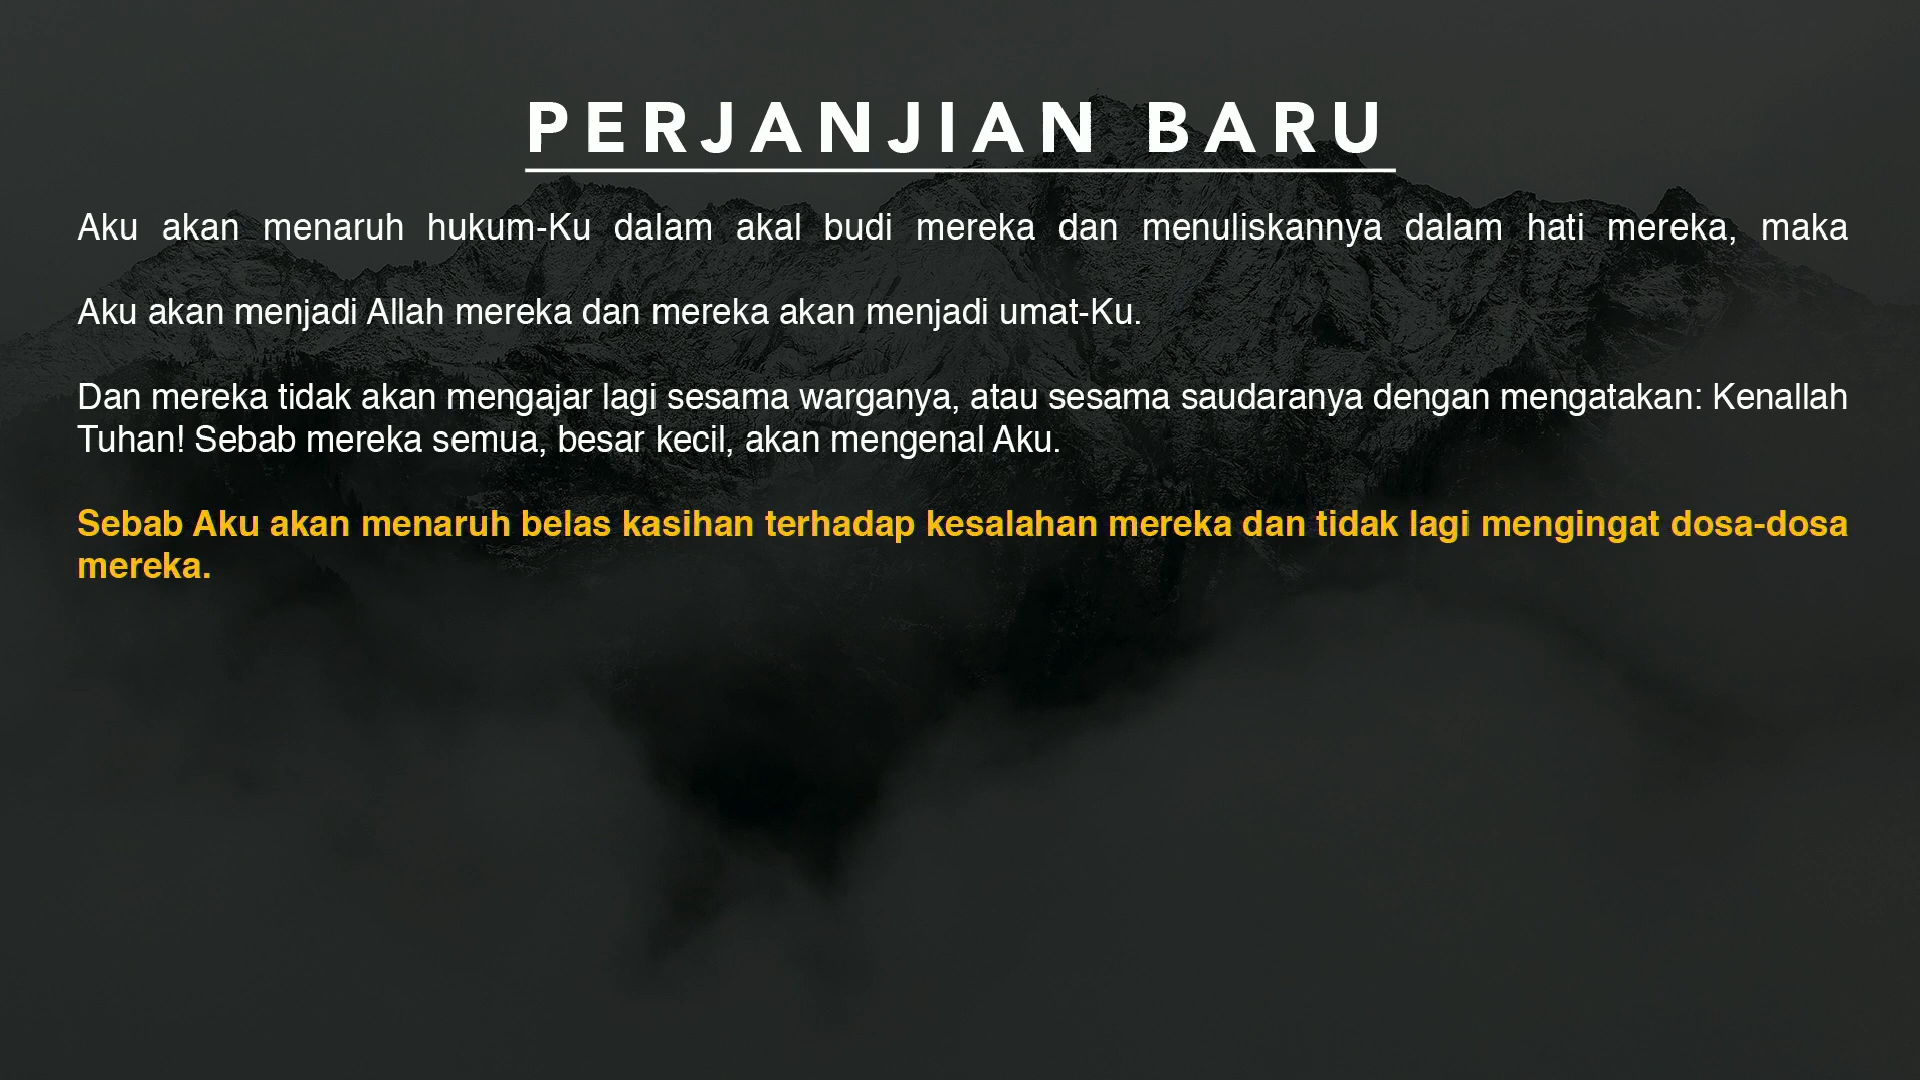 PERJANJIAN BARU
Aku akan menaruh hukum-Ku dalam akal budi mereka dan menuliskannya dalam hati mereka, maka
Aku akan menjadi Allah mereka dan mereka akan menjadi umat-Ku.
Dan mereka tidak akan mengajar lagi sesama warganya, atau sesama saudaranya dengan mengatakan: Kenallah
Tuhan! Sebab mereka semua, besar kecil, akan mengenal Aku.
Sebab Aku akan menaruh belas kasihan terhadap kesalahan mereka dan tidak lagi mengingat dosa-dosa
mereka.